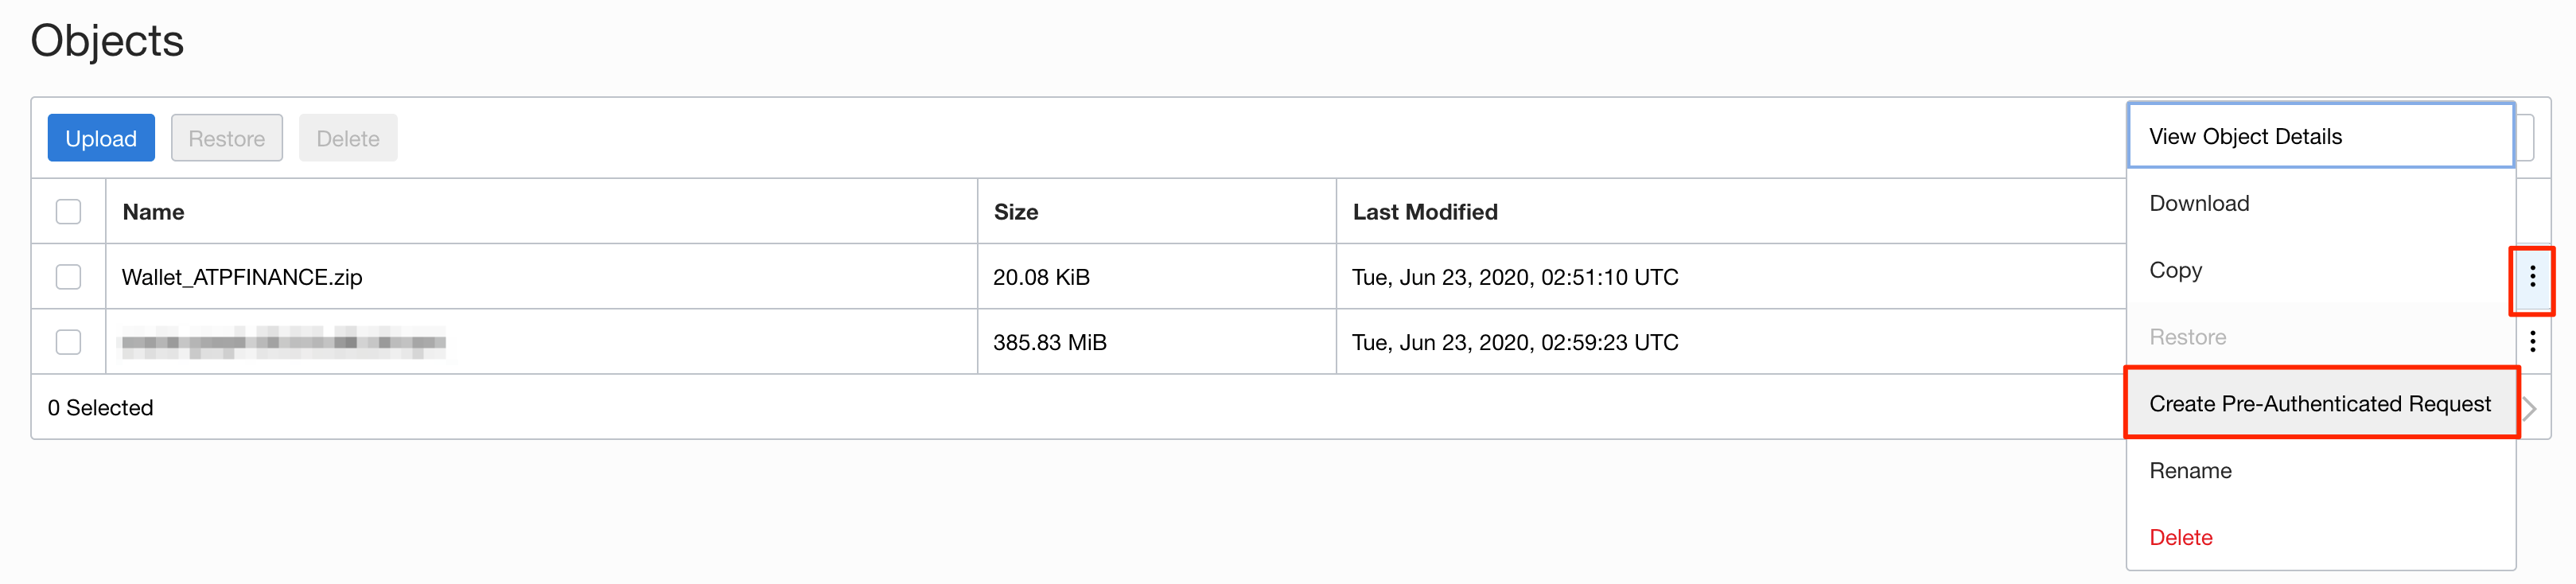 Objects
Upload Restore Delete
Name Size Last Modified
Wallet_ATPFINANCE.zip 20.08 KiB Tue, Jun 23, 2020, 02:51:10 UTC
385.83 MiB Tue, Jun 23, 2020, 02:59:23 UTC
0 Selected
View Object Details
Download
Copy
Restore
Create Pre-Authenticated Request
Rename
Delete